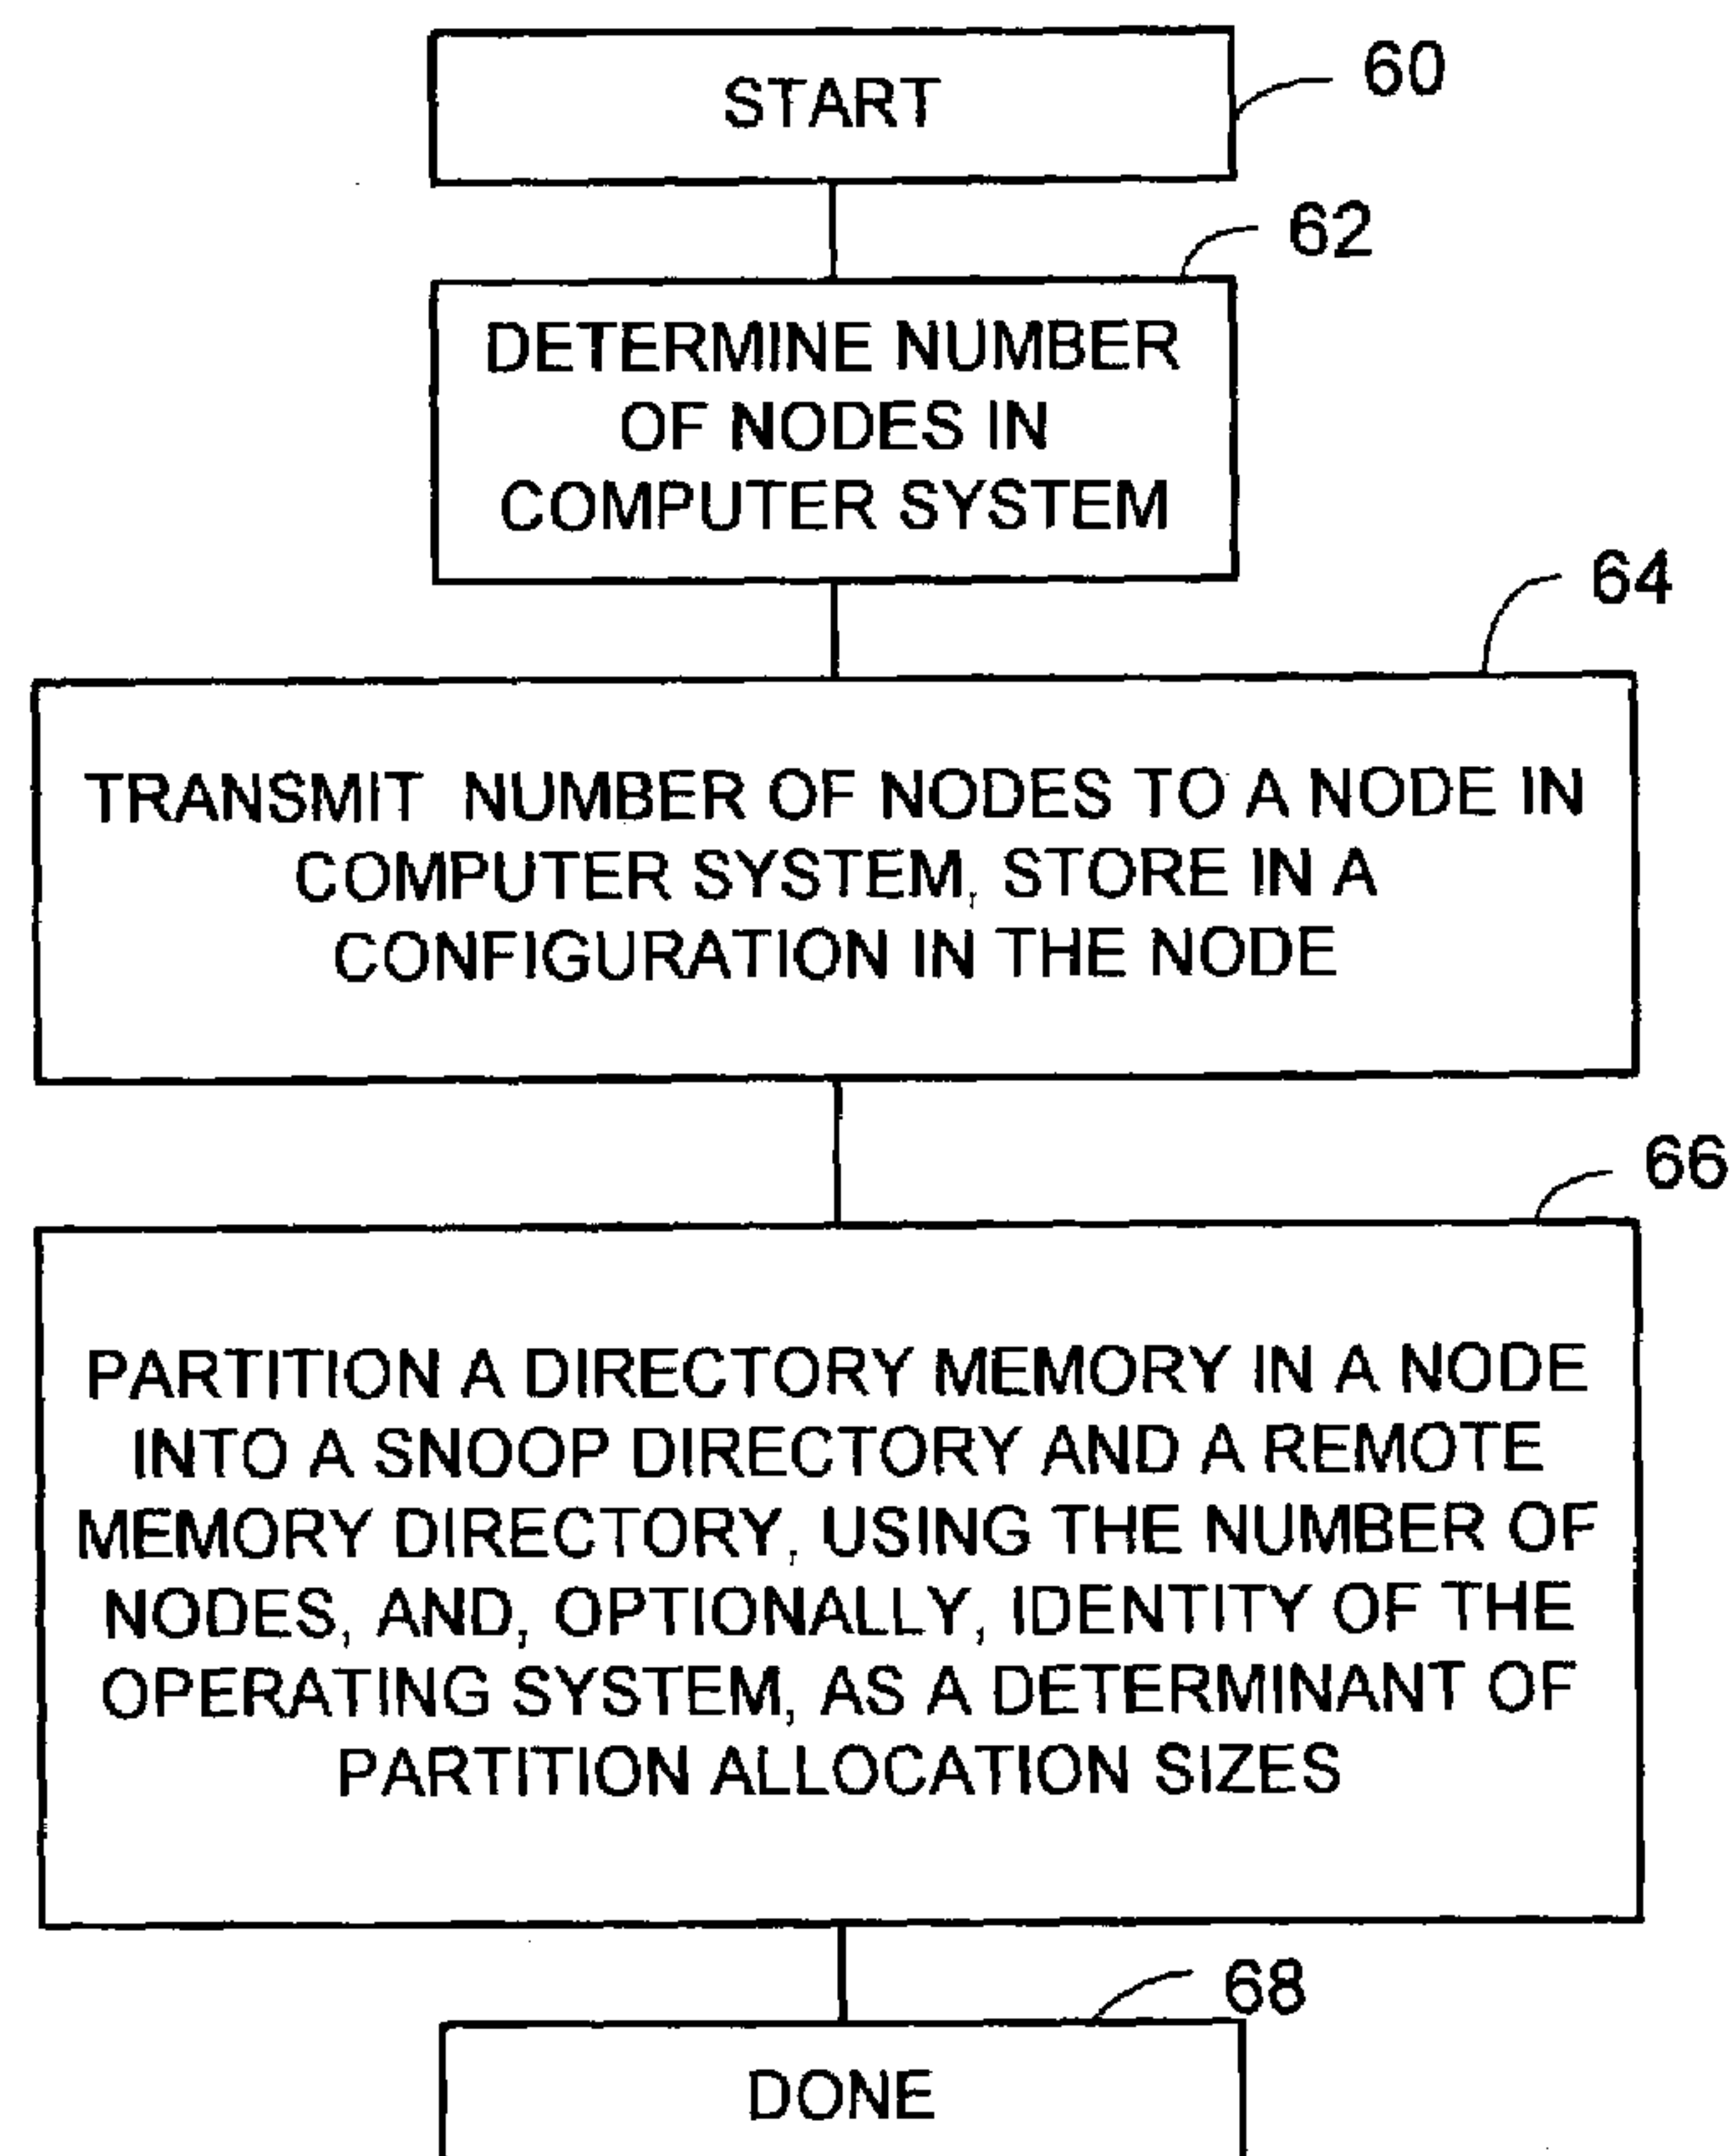 START
60
62
DETERMINE NUMBER
OF NODES IN
COMPUTER SYSTEM
64
TRANSMIT NUMBER OF NODES TO A NODE IN
COMPUTER SYSTEM, STORE IN A
CONFIGURATION IN THE NODE
66
PARTITION A DIRECTORY MEMORY IN A NODE
INTO A SNOOP DIRECTORY AND A REMOTE
MEMORY DIRECTORY, USING THE NUMBER OF
NODES, AND, OPTIONALLY, IDENTITY OF THE
OPERATING SYSTEM, AS A DETERMINANT OF
PARTITION ALLOCATION SIZES
68
DONE